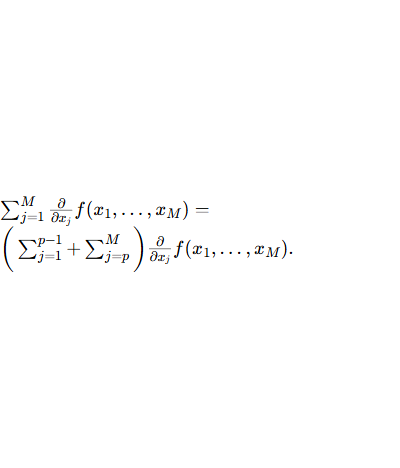 $\sum_{j=1}^{M} \frac{\partial}{\partial x_j} f(x_1, \ldots, x_M) =$
$\left( \sum_{j=1}^{p-1} + \sum_{j=p}^{M} \right) \frac{\partial}{\partial x_j} f(x_1, \ldots, x_M).$